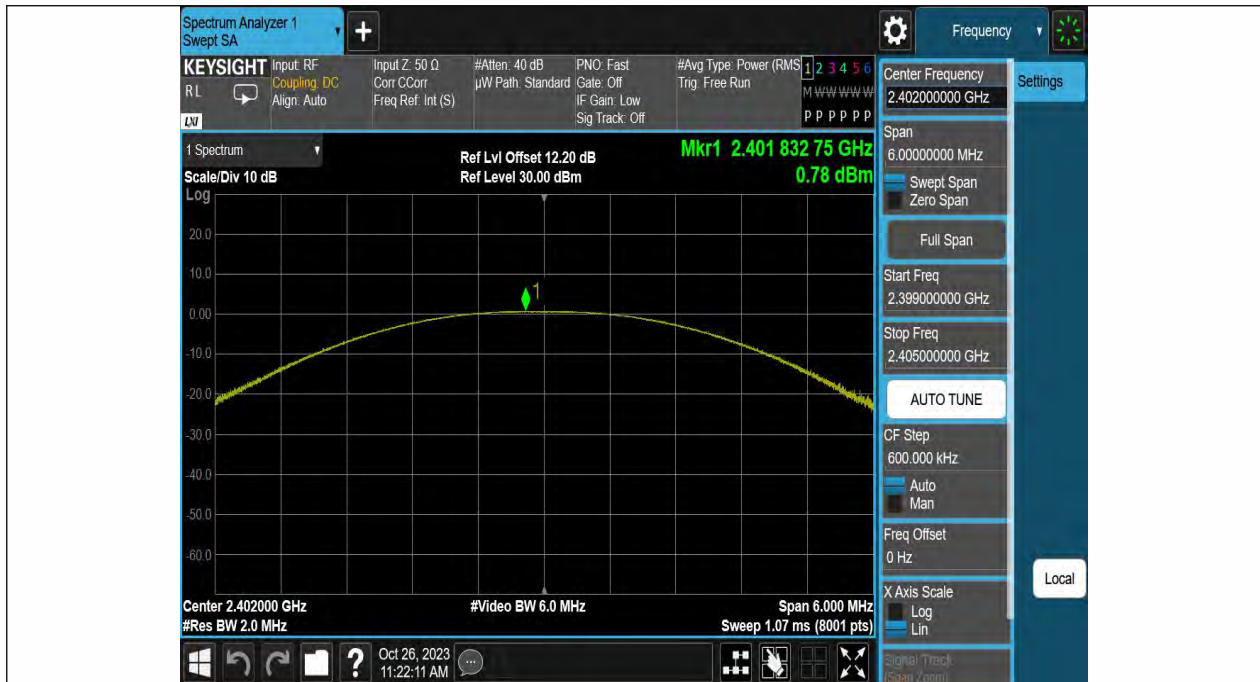 Spectrum Analyzer 1
Swept SA
+
Frequency
KEYSIGHT
RL
LXI
Input: RF
Coupling: DC
Align: Auto
Input Z: 50 Ω
Corr CCorr
Freq Ref: Int (S)
#Atten: 40 dB
µW Path: Standard
PNO: Fast
Gate: Off
IF Gain: Low
Sig Track: Off
#Avg Type: Power (RMS
Trig: Free Run
1 2 3 4 5 6
M W W W W W
P P P P P P
1 Spectrum
Scale/Div 10 dB
Log
Ref Lvl Offset 12.20 dB
Ref Level 30.00 dBm
Mkr1 2.401 832 75 GHz
0.78 dBm
1
20.0
10.0
0.00
-10.0
-20.0
-30.0
-40.0
-50.0
-60.0
Center 2.402000 GHz
#Res BW 2.0 MHz
#Video BW 6.0 MHz
Span 6.000 MHz
Sweep 1.07 ms (8001 pts)
?
Oct 26, 2023
11:22:11 AM
Center Frequency
2.402000000 GHz
Settings
Span
6.00000000 MHz
Swept Span
Zero Span
Full Span
Start Freq
2.399000000 GHz
Stop Freq
2.405000000 GHz
AUTO TUNE
CF Step
600.000 kHz
Auto
Man
Freq Offset
0 Hz
X Axis Scale
Log
Lin
Local
Signal Track
(Span Zoom)